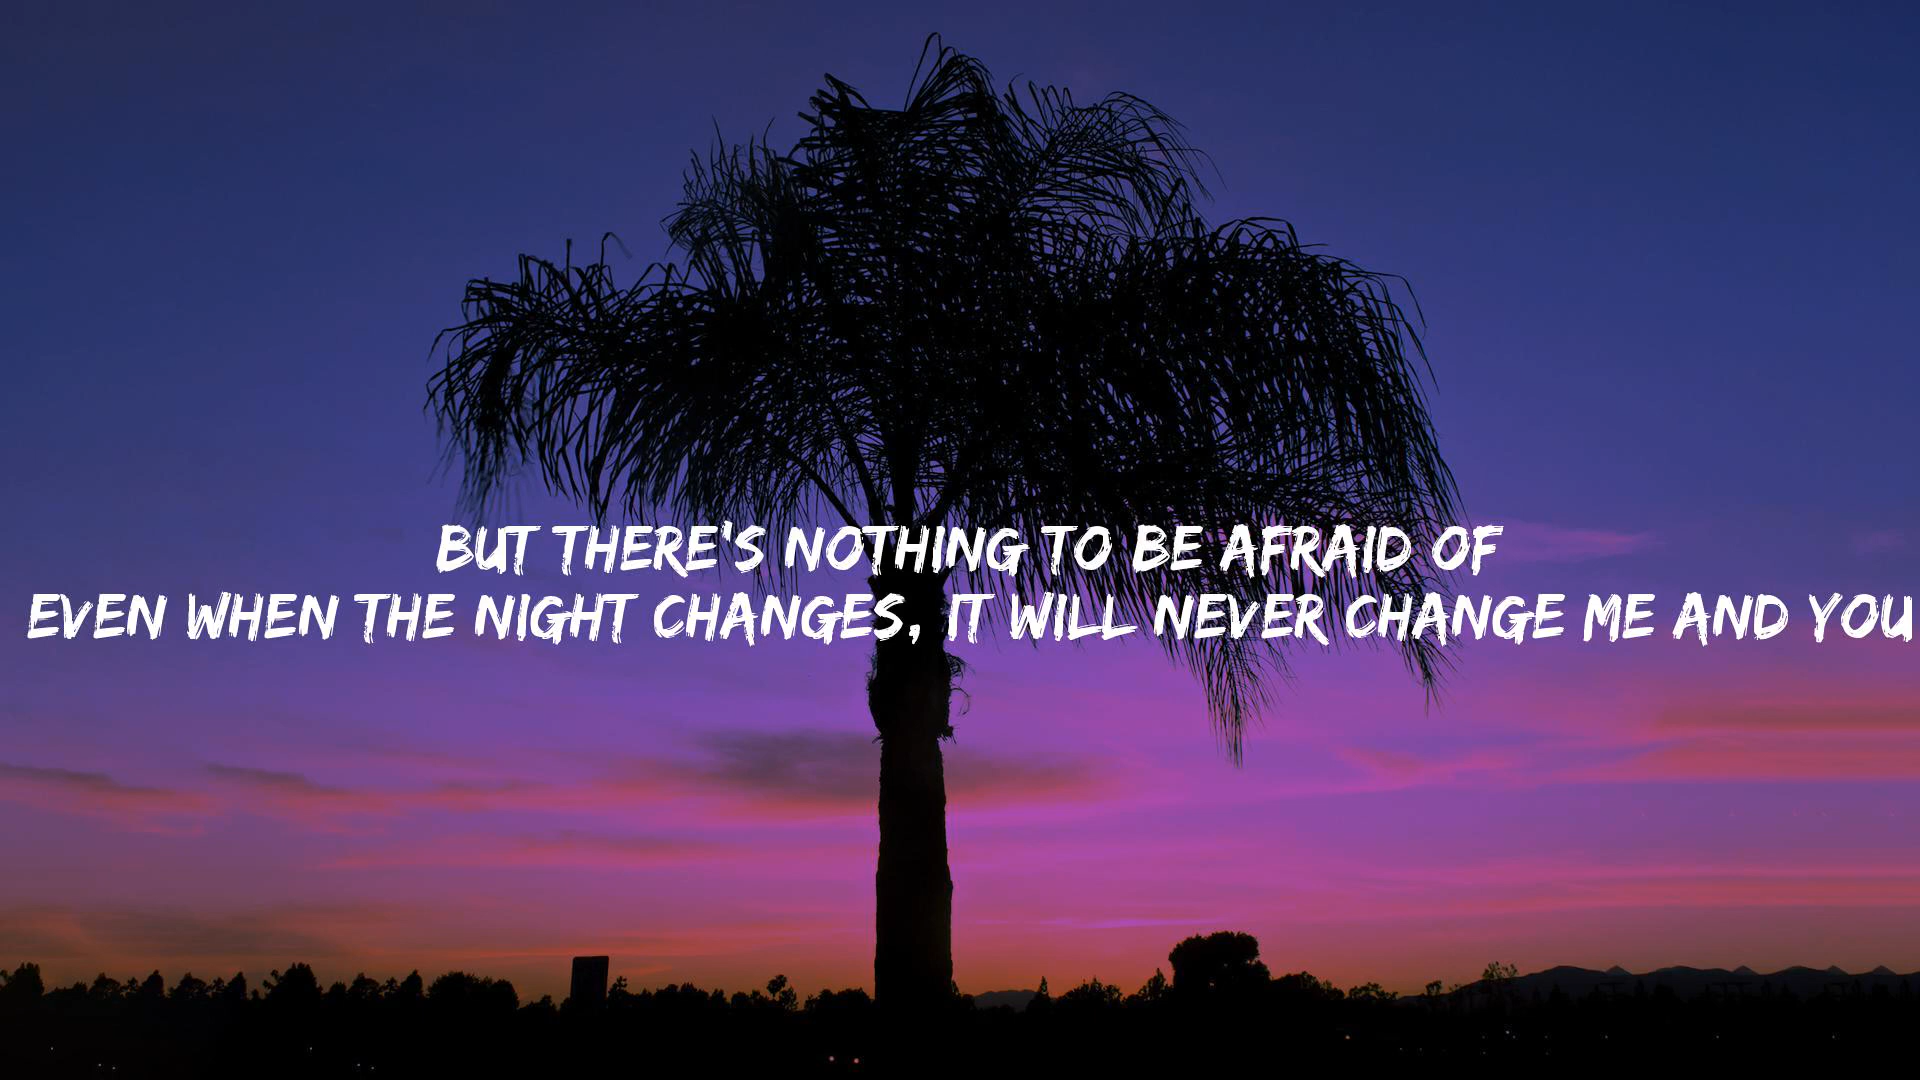 BUT THERE'S NOTHING TO BE AFRAID OF
EVEN WHEN THE NIGHT CHANGES, IT WILL NEVER CHANGE ME AND YOU